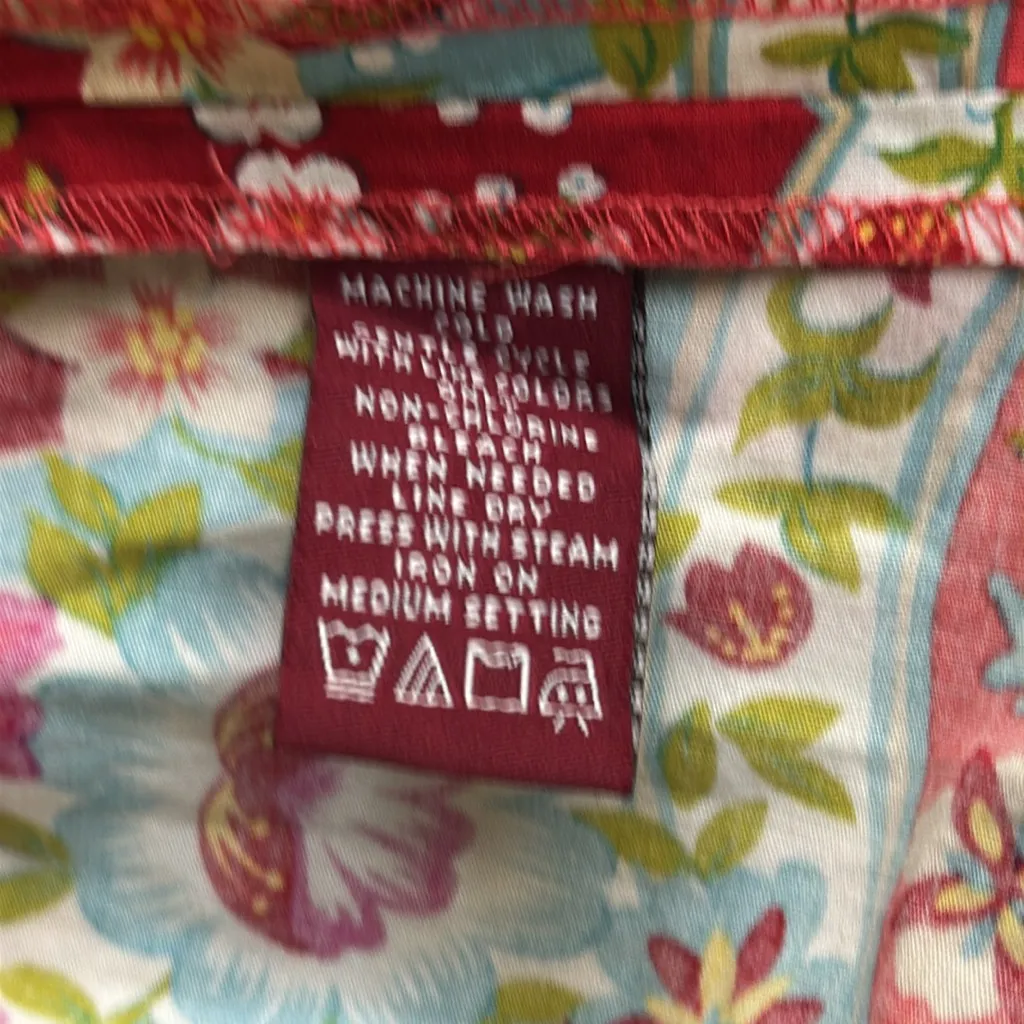 MACHINE WASH
COLD
GENTLE CYCLE
WITH LIKE COLORS
ONLY
NON-CHLORINE
BLEACH
WHEN NEEDED
LINE DRY
PRESS WITH STEAM
IRON ON
MEDIUM SETTING